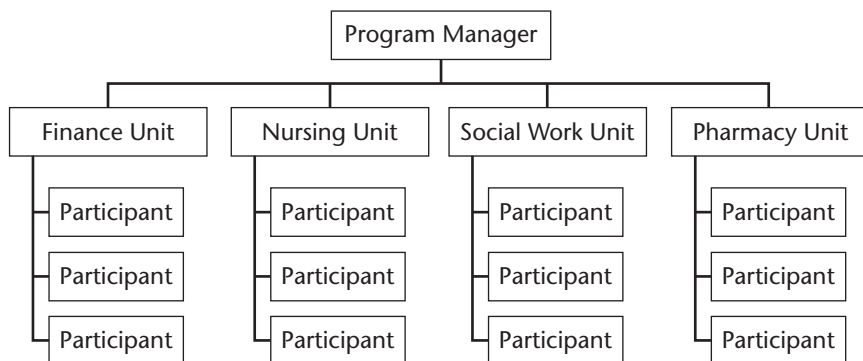 Program Manager
Finance Unit
Nursing Unit
Social Work Unit
Pharmacy Unit
Participant
Participant
Participant
Participant
Participant
Participant
Participant
Participant
Participant
Participant
Participant
Participant